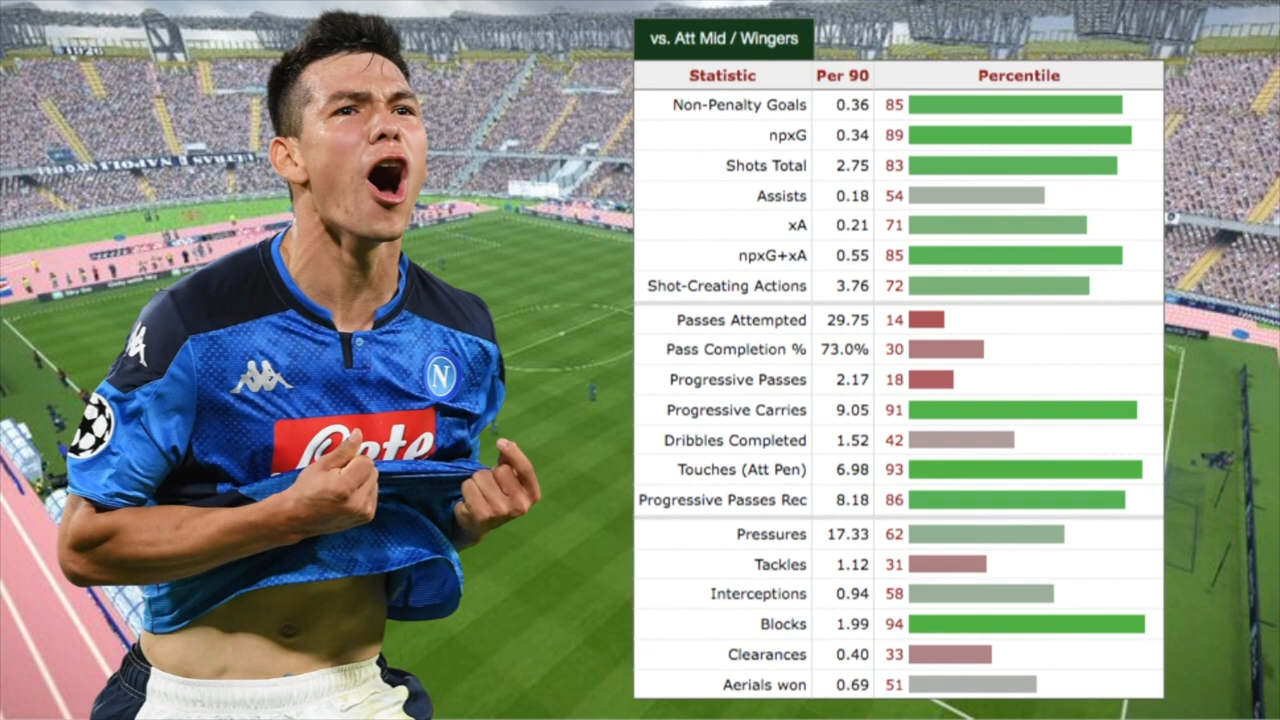 vs. Att Mid / Wingers
Statistic Per 90 Percentile
Non-Penalty Goals 0.36 85
npxG 0.34 89
Shots Total 2.75 83
Assists 0.18 54
xA 0.21 71
npxG+xA 0.55 85
Shot-Creating Actions 3.76 72
Passes Attempted 29.75 14
Pass Completion % 73.0% 30
Progressive Passes 2.17 18
Progressive Carries 9.05 91
Dribbles Completed 1.52 42
Touches (Att Pen) 6.98 93
Progressive Passes Rec 8.18 86
Pressures 17.33 62
Tackles 1.12 31
Interceptions 0.94 58
Blocks 1.99 94
Clearances 0.40 33
Aerials won 0.69 51
N